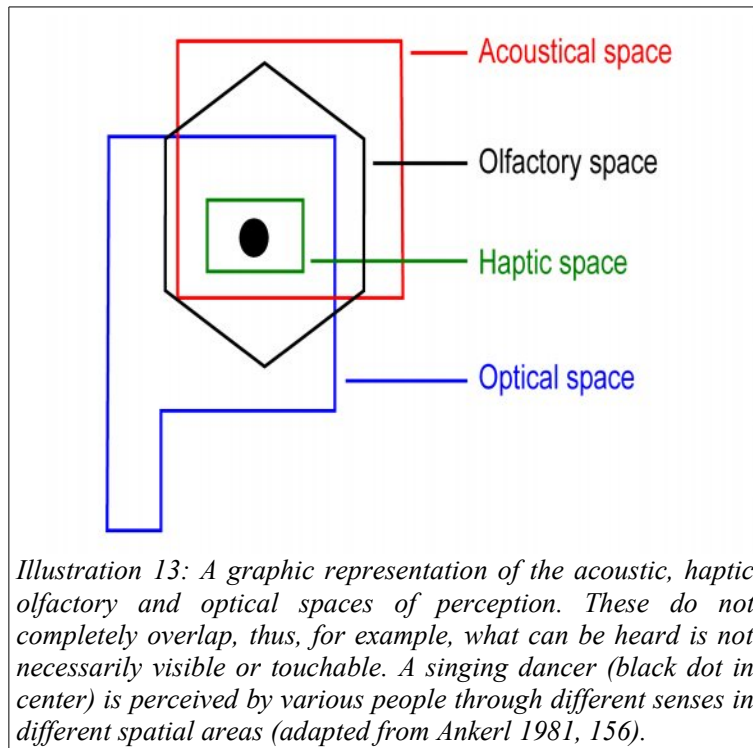 Acoustical space
Olfactory space
Haptic space
Optical space
Illustration 13: A graphic representation of the acoustic, haptic
olfactory and optical spaces of perception. These do not
completely overlap, thus, for example, what can be heard is not
necessarily visible or touchable. A singing dancer (black dot in
center) is perceived by various people through different senses in
different spatial areas (adapted from Ankerl 1981, 156).